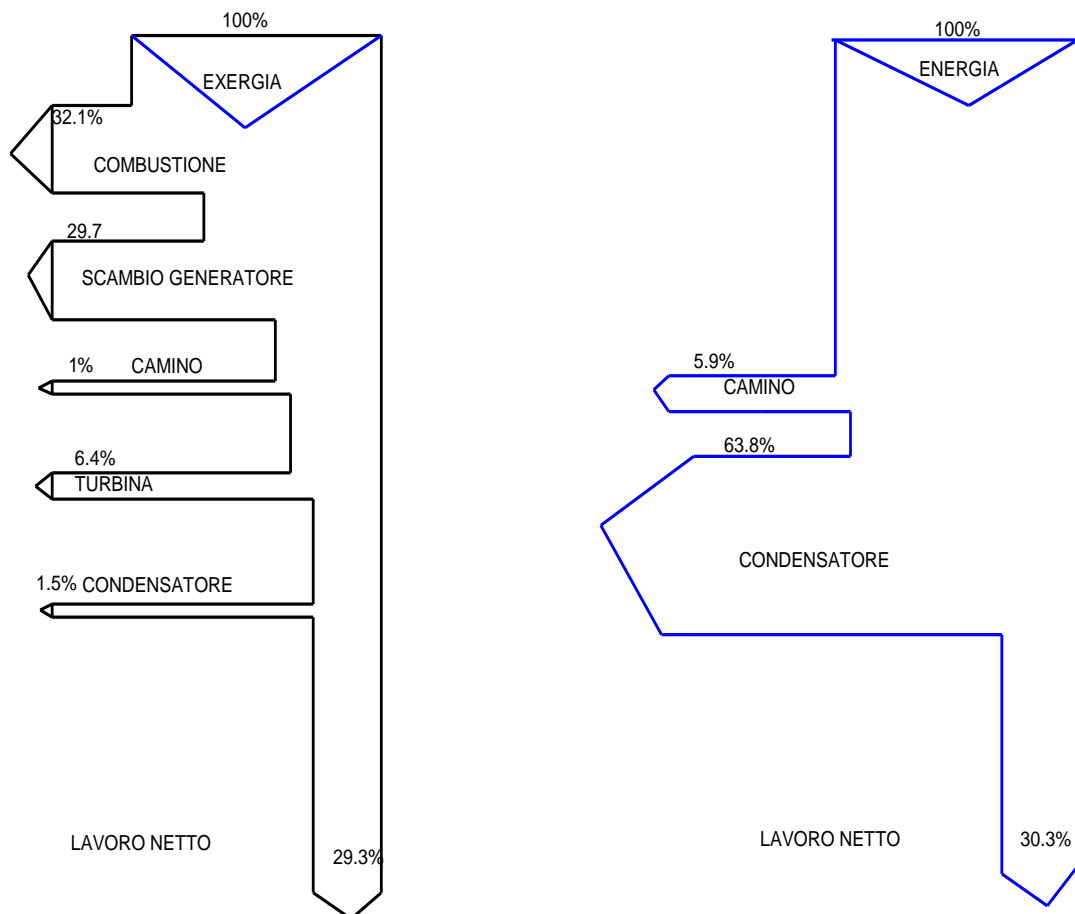 100%
EXERGIA
32.1%
COMBUSTIONE
29.7
SCAMBIO GENERATORE
1% CAMINO
6.4%
TURBINA
1.5% CONDENSATORE
LAVORO NETTO
29.3%
100%
ENERGIA
5.9%
CAMINO
63.8%
CONDENSATORE
LAVORO NETTO
30.3%